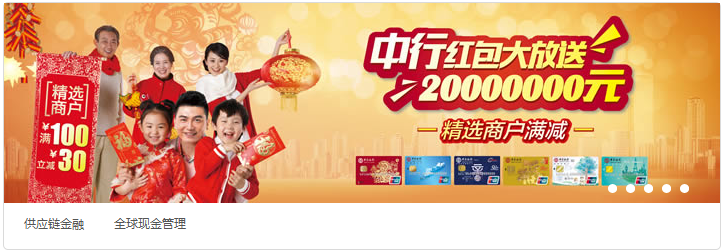 中行红包大放送
20000000元
精选商户满减
精选
商户
¥
满100
¥
立减30
福
供应链金融
全球现金管理